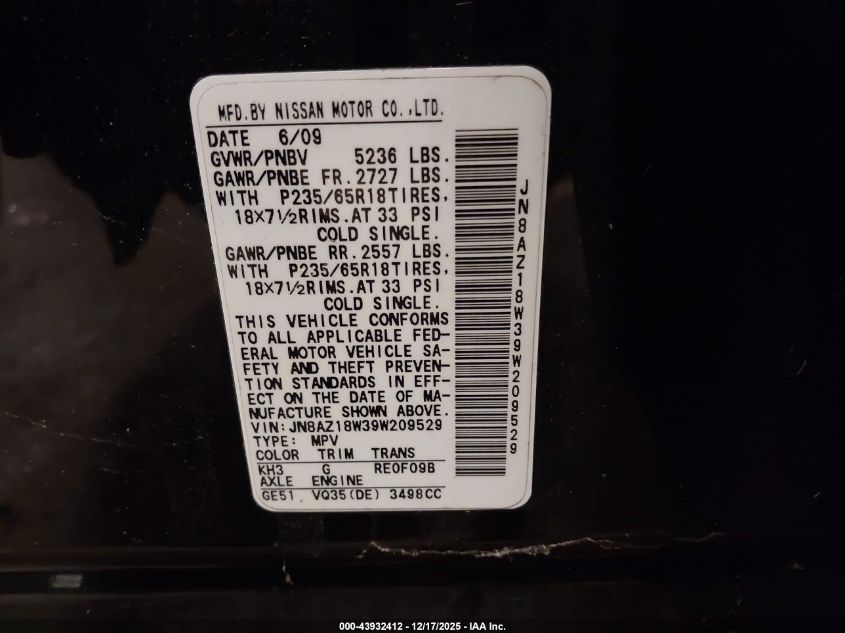 MFD.BY NISSAN MOTOR CO.,LTD.
DATE 6/09
GVWR/PNBV 5236 LBS.
GAWR/PNBE FR. 2727 LBS.
WITH P235/65R18TIRES,
18×7½RIMS.AT 33 PSI
COLD SINGLE.
GAWR/PNBE RR. 2557 LBS.
WITH P235/65R18TIRES,
18×7½RIMS.AT 33 PSI
COLD SINGLE.
THIS VEHICLE CONFORMS
TO ALL APPLICABLE FED-
ERAL MOTOR VEHICLE SA-
FETY AND THEFT PREVEN-
TION STANDARDS IN EFF-
ECT ON THE DATE OF MA-
NUFACTURE SHOWN ABOVE.
VIN: JN8AZ18W39W209529
TYPE: MPV
COLOR TRIM TRANS
KH3 G RE0F09B
AXLE ENGINE
GE51 VQ35(DE) 3498CC
JN8AZ18W39W209529
000-43932412 - 12/17/2025 - IAA Inc.